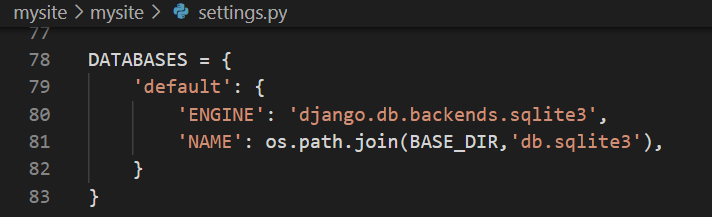 mysite > mysite > settings.py
77
78 DATABASES = {
79     'default': {
80         'ENGINE': 'django.db.backends.sqlite3',
81         'NAME': os.path.join(BASE_DIR,'db.sqlite3'),
82     }
83 }